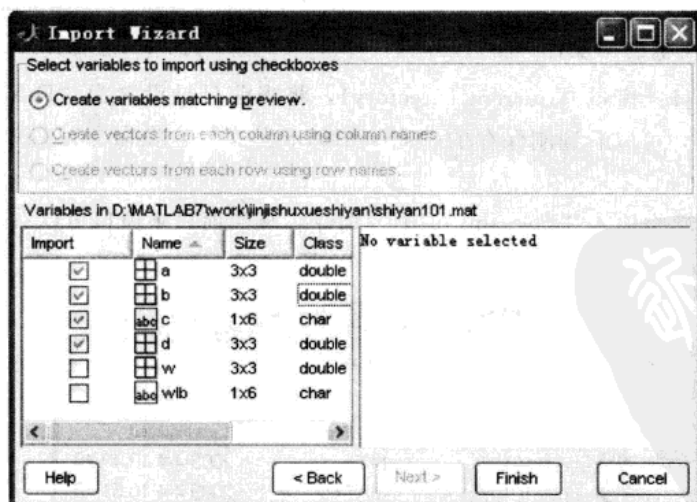 Import Wizard
Select variables to import using checkboxes
Create variables matching preview.
Create vectors from each column using column names
Create vectors from each row using row names.
Variables in D:\MATLAB7\work\jinjishuxueshiyan\shiyan101.mat
Import Name Size Class
a 3x3 double
b 3x3 double
abc c 1x6 char
d 3x3 double
w 3x3 double
abc wlb 1x6 char
No variable selected
Help < Back Next > Finish Cancel